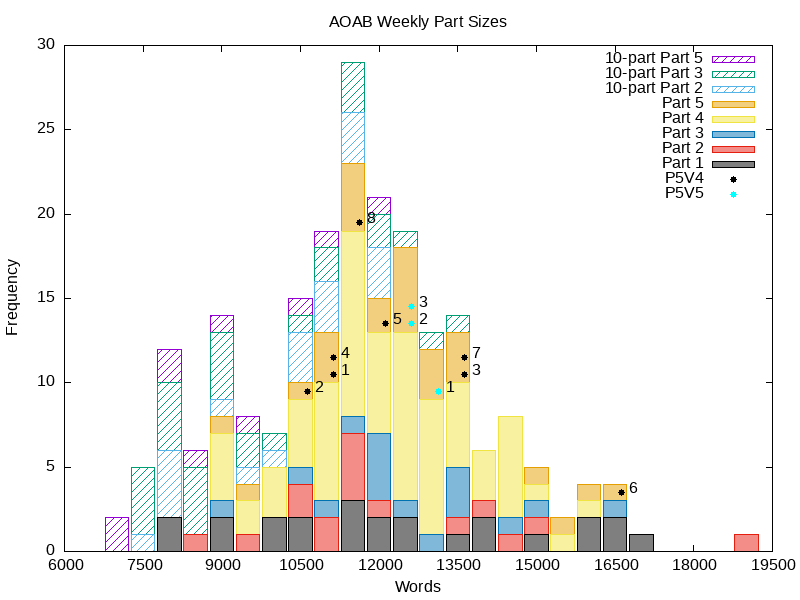 AOAB Weekly Part Sizes
30
25
20
15
10
5
0
Frequency
6000 7500 9000 10500 12000 13500 15000 16500 18000 19500
Words
10-part Part 5
10-part Part 3
10-part Part 2
Part 5
Part 4
Part 3
Part 2
Part 1
P5V4
P5V5
8
3
5 2
4 7
1 3
2 1
6